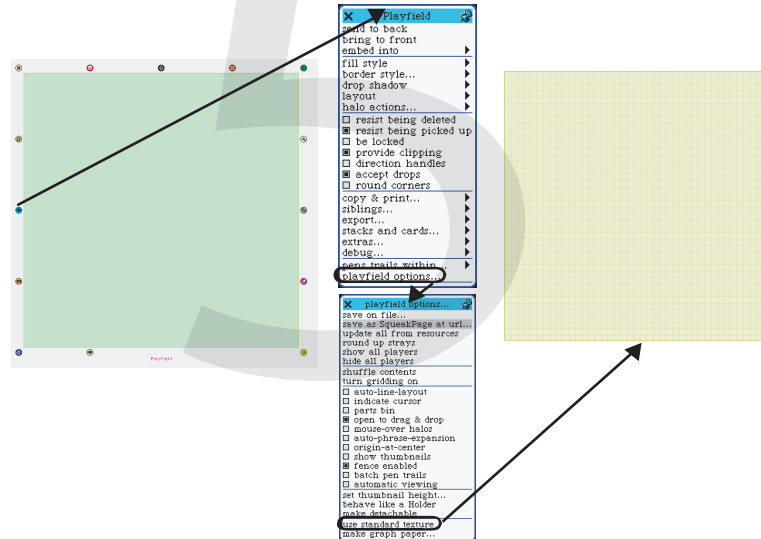 Playfield
send to back
bring to front
embed into
fill style
border style...
drop shadow
layout
halo actions...
resist being deleted
resist being picked up
be locked
provide clipping
direction handles
accept drops
round corners
copy & print...
siblings...
export...
stacks and cards...
extras...
debug...
pens trails within...
playfield options...
Playfield
playfield options...
save on file...
save as SqueakPage at url...
update all from resources
round up strays
show all players
hide all players
shuffle contents
turn gridding on
auto-line-layout
indicate cursor
parts bin
open to drag & drop
mouse-over halos
auto-phrase-expansion
origin-at-center
show thumbnails
fence enabled
batch pen trails
automatic viewing
set thumbnail height...
behave like a Holder
make detachable
use standard texture
make graph paper...
5